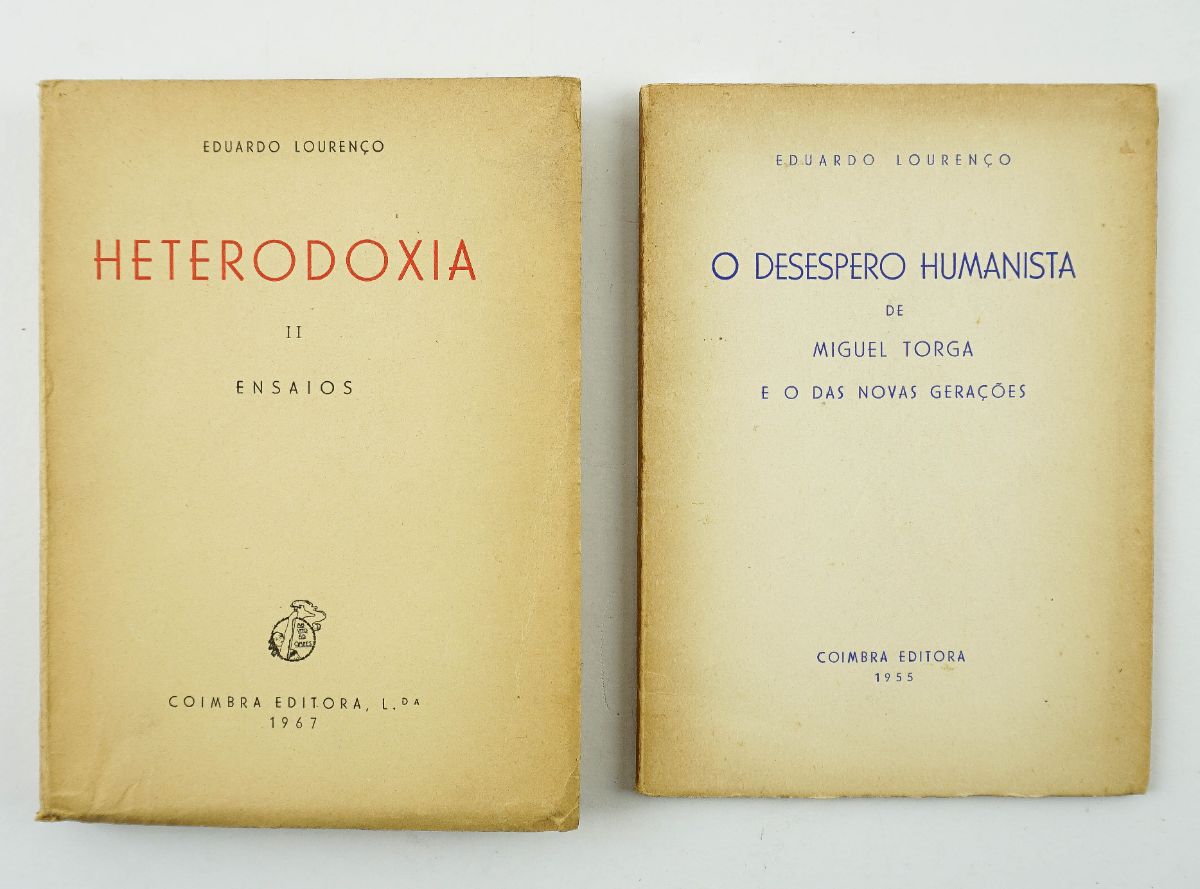 EDUARDO LOURENÇO
HETERODOXIA
II
ENSAIOS
COIMBRA EDITORA, L.DA
1967
EDUARDO LOURENÇO
O DESESPERO HUMANISTA
DE
MIGUEL TORGA
E O DAS NOVAS GERAÇÕES
COIMBRA EDITORA
1955